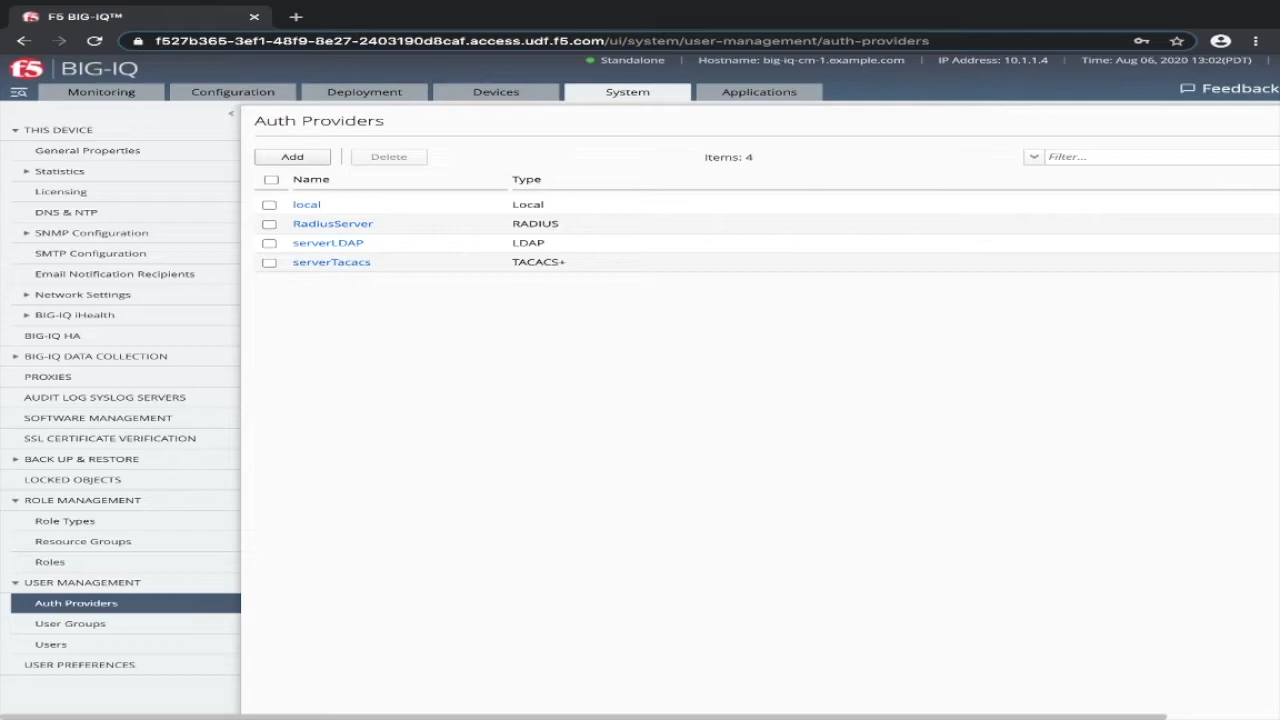 F5 BIG-IQ™
f527b365-3ef1-48f9-8e27-2403190d8caf.access.udf.f5.com/ui/system/user-management/auth-providers
f5 BIG-IQ
Standalone Hostname: big-iq-cm-1.example.com IP Address: 10.1.1.4 Time: Aug 06, 2020 13:02(PDT)
Monitoring Configuration Deployment Devices System Applications Feedback
THIS DEVICE
General Properties
Statistics
Licensing
DNS & NTP
SNMP Configuration
SMTP Configuration
Email Notification Recipients
Network Settings
BIG-IQ iHealth
BIG-IQ HA
BIG-IQ DATA COLLECTION
PROXIES
AUDIT LOG SYSLOG SERVERS
SOFTWARE MANAGEMENT
SSL CERTIFICATE VERIFICATION
BACK UP & RESTORE
LOCKED OBJECTS
ROLE MANAGEMENT
Role Types
Resource Groups
Roles
USER MANAGEMENT
Auth Providers
User Groups
Users
USER PREFERENCES
Auth Providers
Add Delete Items: 4 Filter...
Name Type
local Local
RadiusServer RADIUS
serverLDAP LDAP
serverTacacs TACACS+